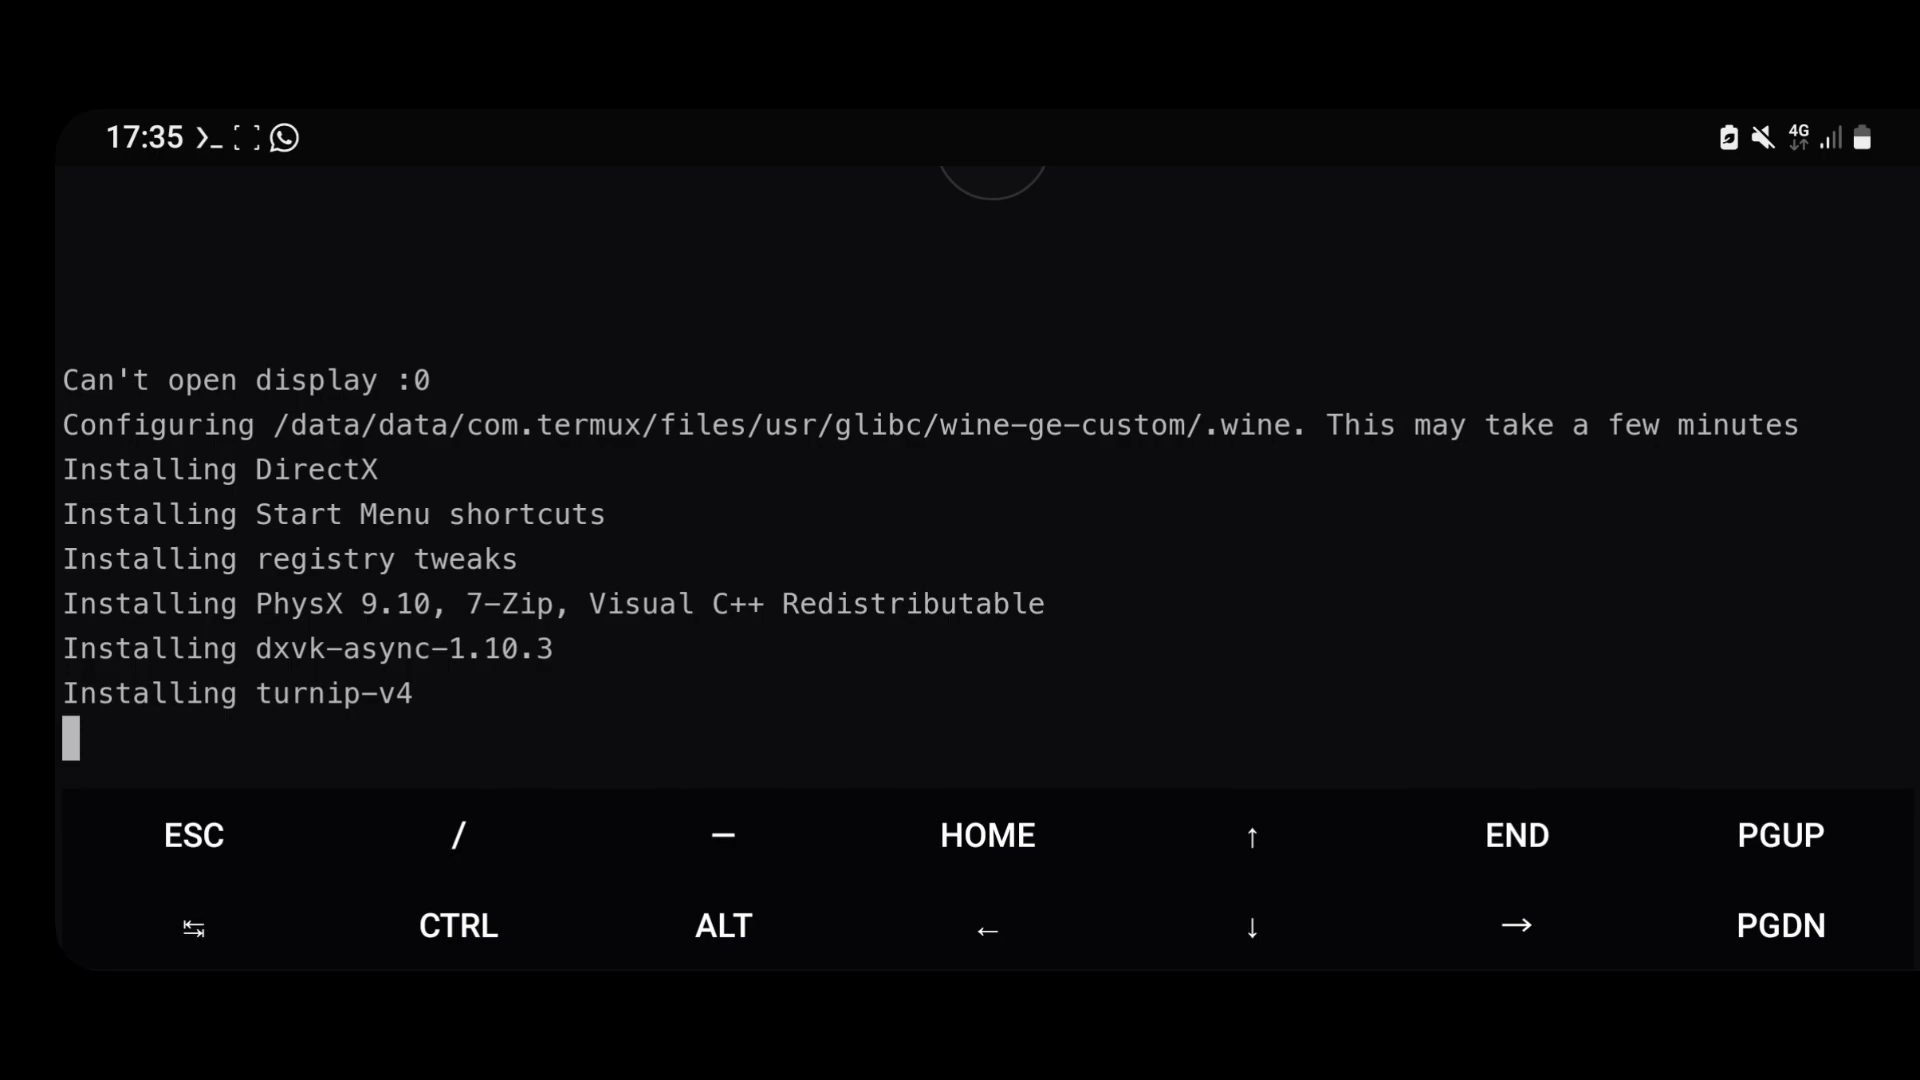 17:35
4G
Can't open display :0
Configuring /data/data/com.termux/files/usr/glibc/wine-ge-custom/.wine. This may take a few minutes
Installing DirectX
Installing Start Menu shortcuts
Installing registry tweaks
Installing PhysX 9.10, 7-Zip, Visual C++ Redistributable
Installing dxvk-async-1.10.3
Installing turnip-v4
ESC / — HOME ↑ END PGUP
↹ CTRL ALT ← ↓ → PGDN